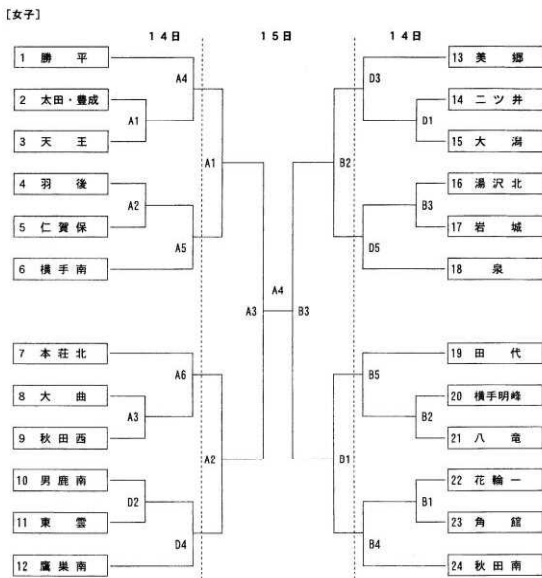 [女子]
14日 15日 14日
1 勝平
2 太田・豊成
3 天王
4 羽後
5 仁賀保
6 横手南
7 本荘北
8 大曲
9 秋田西
10 男鹿南
11 東雲
12 鷹巣南
A4
A1
A2
A5
A6
A3
D2
D4
A1
A2
A3
A4
B3
B2
B1
D3
D1
B3
D5
B5
B2
B1
B4
13 美郷
14 二ツ井
15 大潟
16 湯沢北
17 岩城
18 泉
19 田代
20 横手明峰
21 八竜
22 花輪一
23 角館
24 秋田南